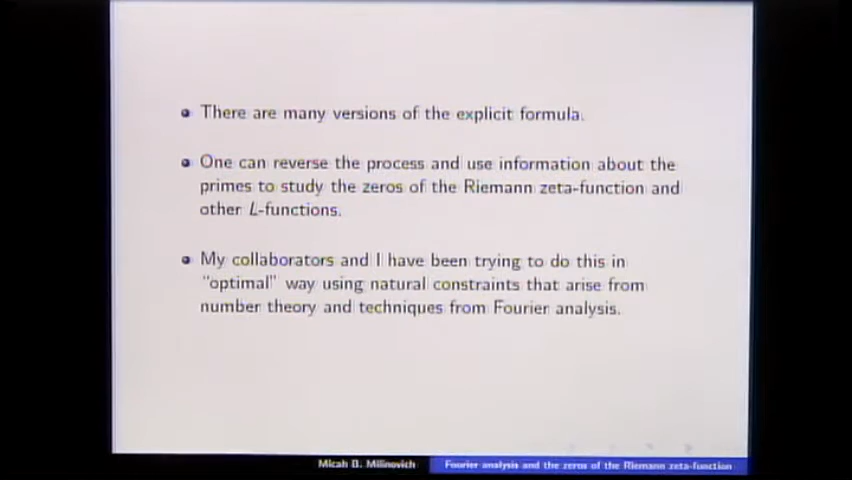 There are many versions of the explicit formula.
One can reverse the process and use information about the
primes to study the zeros of the Riemann zeta-function and
other L-functions.
My collaborators and I have been trying to do this in
"optimal" way using natural constraints that arise from
number theory and techniques from Fourier analysis.
Micah B. Milinovich
Fourier analysis and the zeros of the Riemann zeta-function